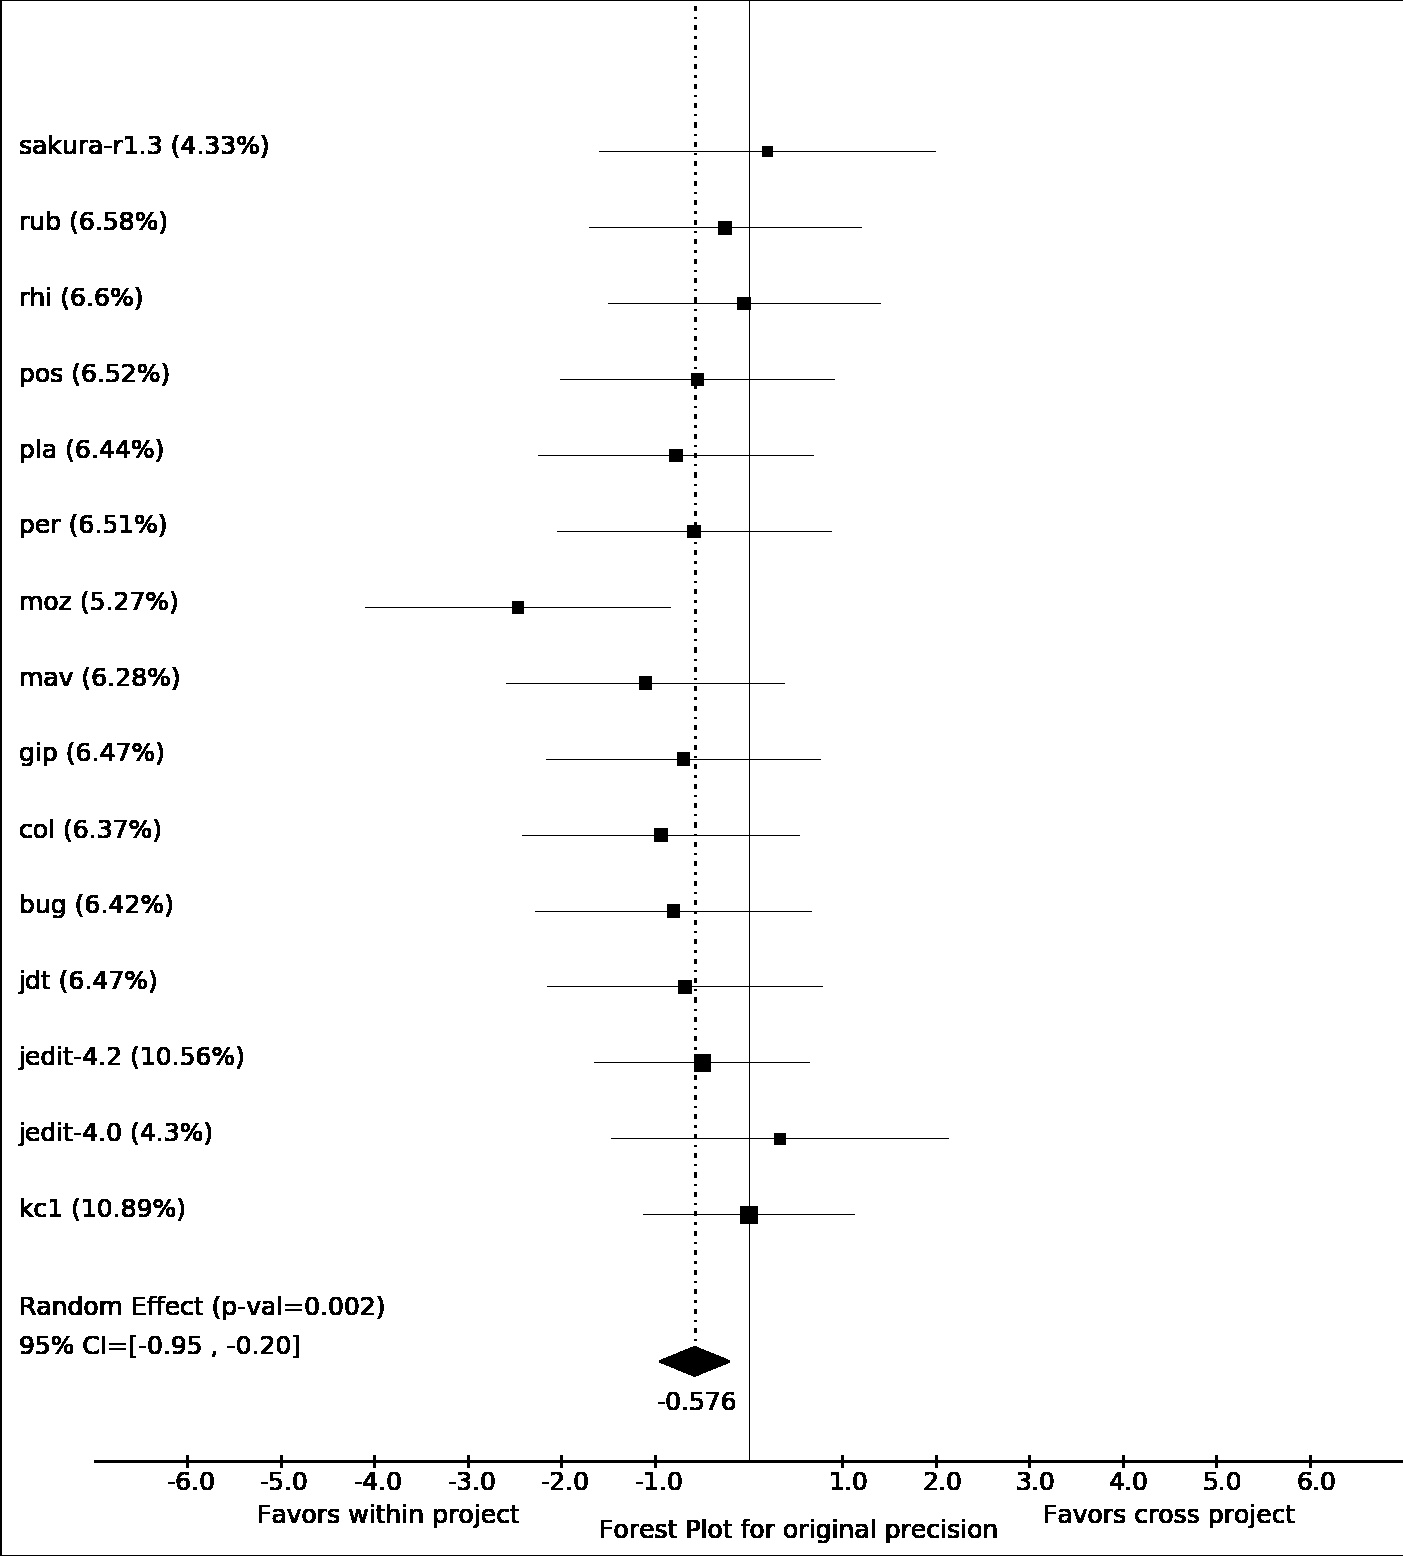 sakura-r1.3 (4.33%)
rub (6.58%)
rhi (6.6%)
pos (6.52%)
pla (6.44%)
per (6.51%)
moz (5.27%)
mav (6.28%)
gip (6.47%)
col (6.37%)
bug (6.42%)
jdt (6.47%)
jedit-4.2 (10.56%)
jedit-4.0 (4.3%)
kc1 (10.89%)
Random Effect (p-val=0.002)
95% CI=[-0.95 , -0.20]
-0.576
-6.0 -5.0 -4.0 -3.0 -2.0 -1.0 1.0 2.0 3.0 4.0 5.0 6.0
Favors within project Favors cross project
Forest Plot for original precision